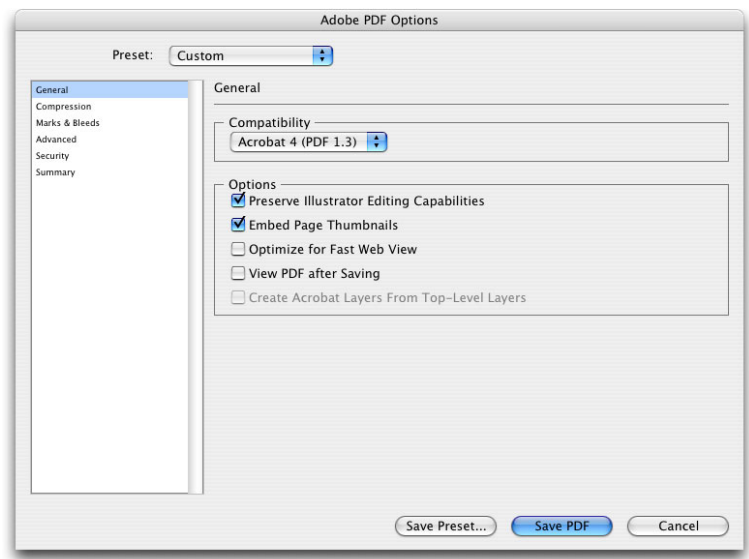 Adobe PDF Options
Preset: Custom
General
Compression
Marks & Bleeds
Advanced
Security
Summary
General
Compatibility
Acrobat 4 (PDF 1.3)
Options
Preserve Illustrator Editing Capabilities
Embed Page Thumbnails
Optimize for Fast Web View
View PDF after Saving
Create Acrobat Layers From Top-Level Layers
Save Preset... Save PDF Cancel